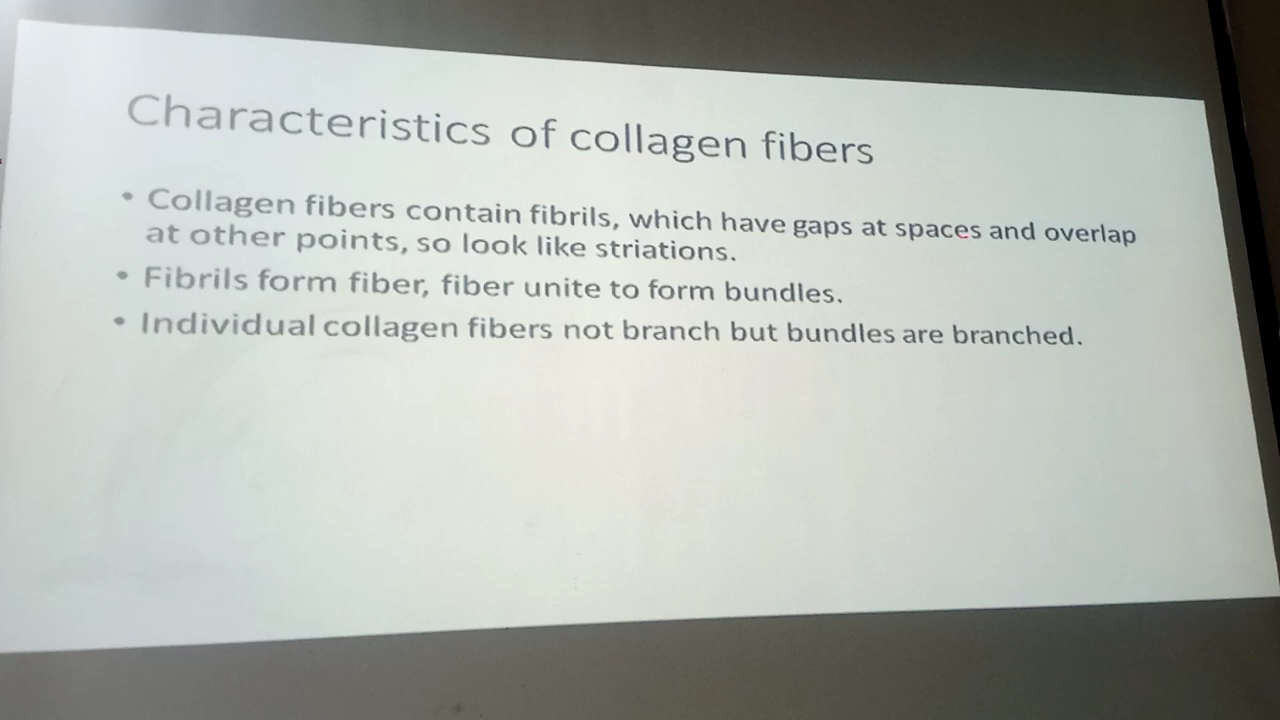 Characteristics of collagen fibers
• Collagen fibers contain fibrils, which have gaps at spaces and overlap
at other points, so look like striations.
• Fibrils form fiber, fiber unite to form bundles.
• Individual collagen fibers not branch but bundles are branched.